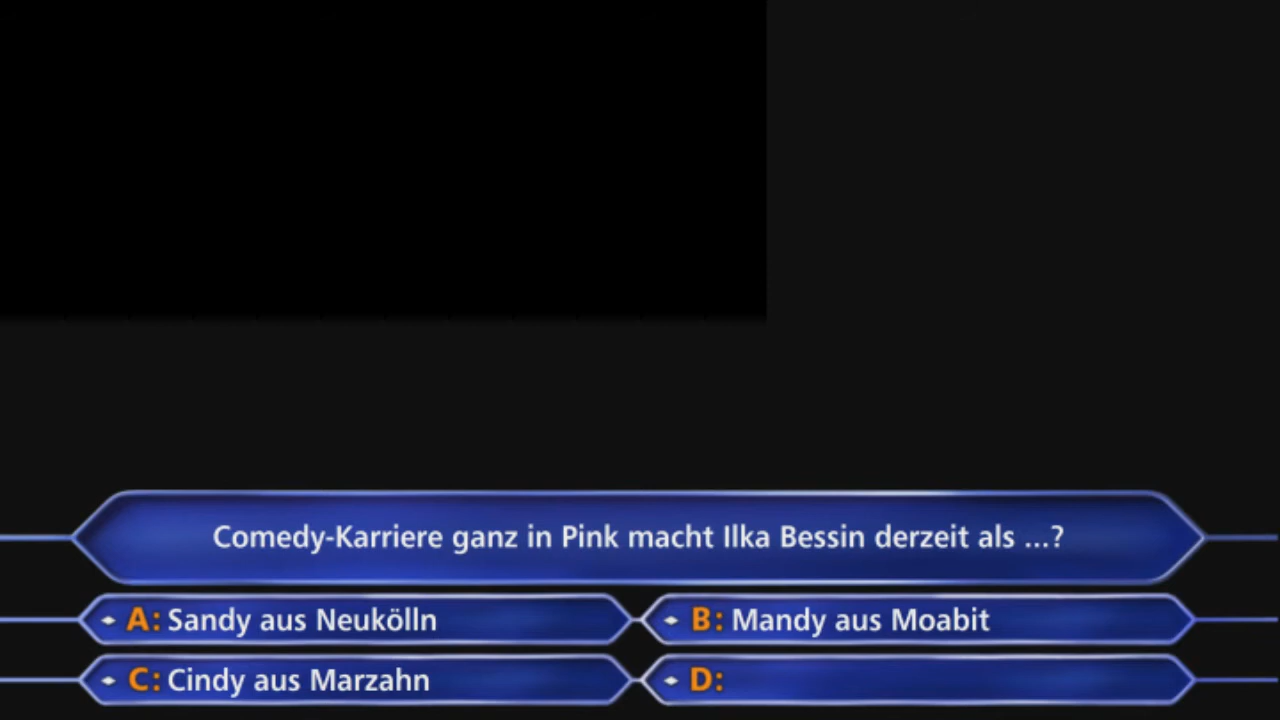 Comedy-Karriere ganz in Pink macht Ilka Bessin derzeit als ...?
A: Sandy aus Neukölln
B: Mandy aus Moabit
C: Cindy aus Marzahn
D: